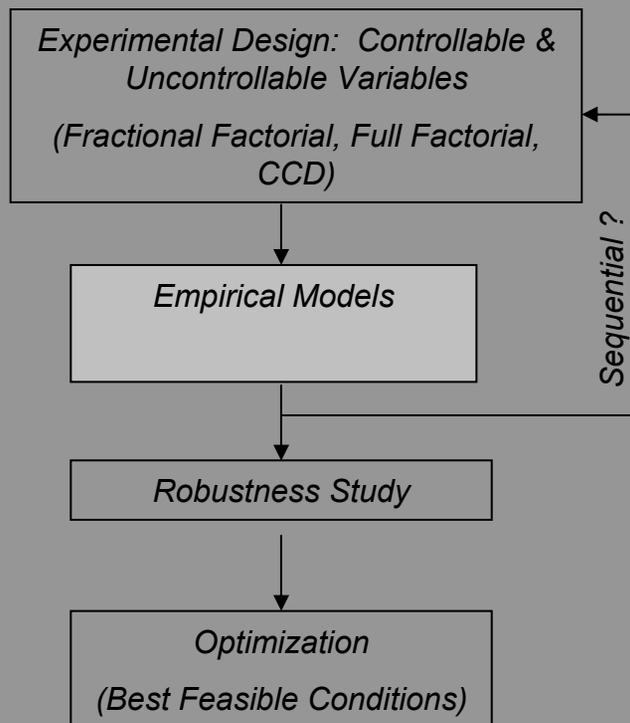 Experimental Design:  Controllable &
Uncontrollable Variables
(Fractional Factorial, Full Factorial,
CCD)
Sequential ?
Empirical Models
Robustness Study
Optimization
(Best Feasible Conditions)